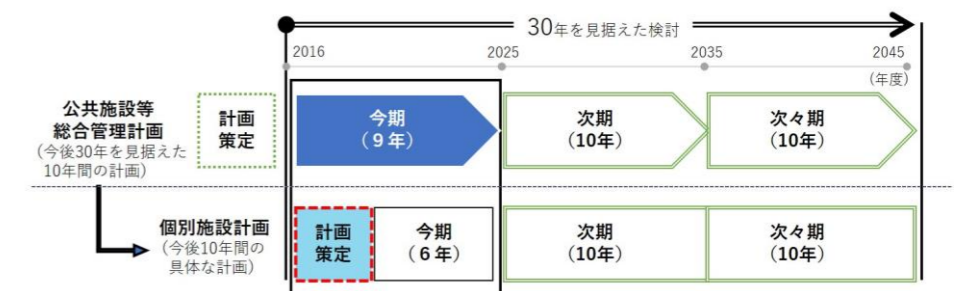 30年を見据えた検討
2016 2025 2035 2045
(年度)
公共施設等
総合管理計画
(今後30年を見据えた
10年間の計画)
計画
策定
今期
(9年)
次期
(10年)
次々期
(10年)
個別施設計画
(今後10年間の
具体な計画)
計画
策定
今期
(6年)
次期
(10年)
次々期
(10年)